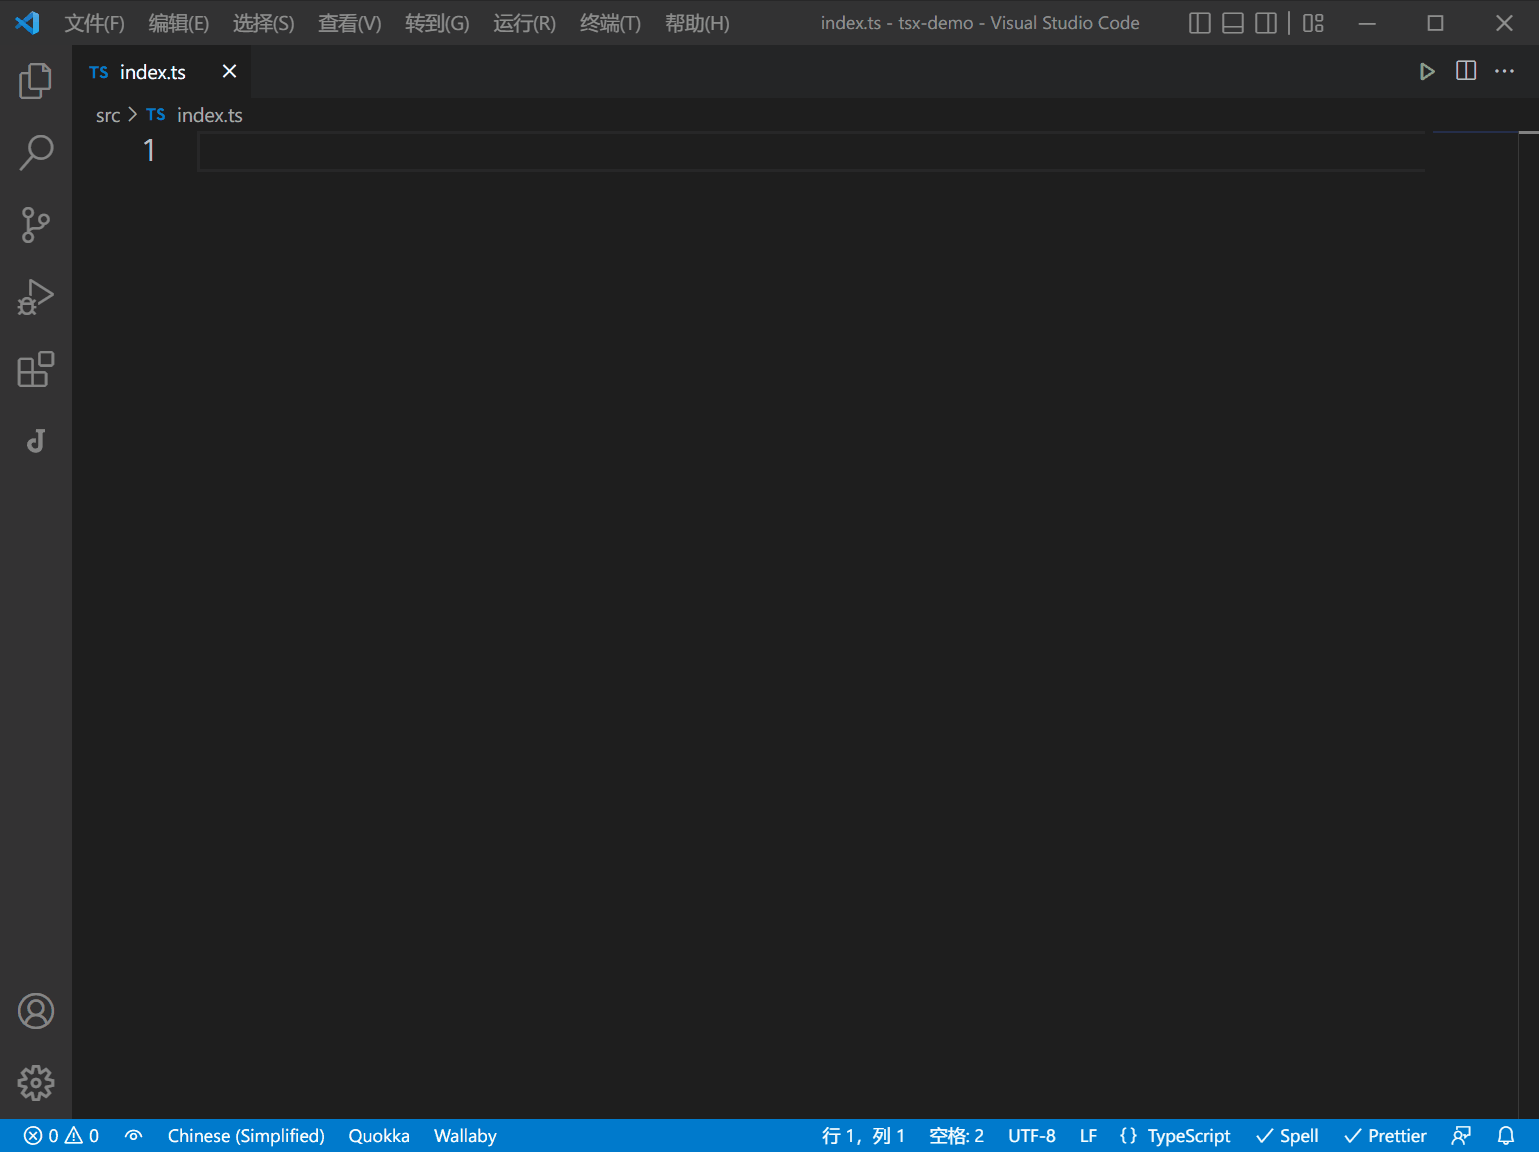 文件(F) 编辑(E) 选择(S) 查看(V) 转到(G) 运行(R) 终端(T) 帮助(H) index.ts - tsx-demo - Visual Studio Code
TS index.ts
src TS index.ts
1
0 0 Chinese (Simplified) Quokka Wallaby 行 1，列 1 空格: 2 UTF-8 LF {} TypeScript Spell Prettier